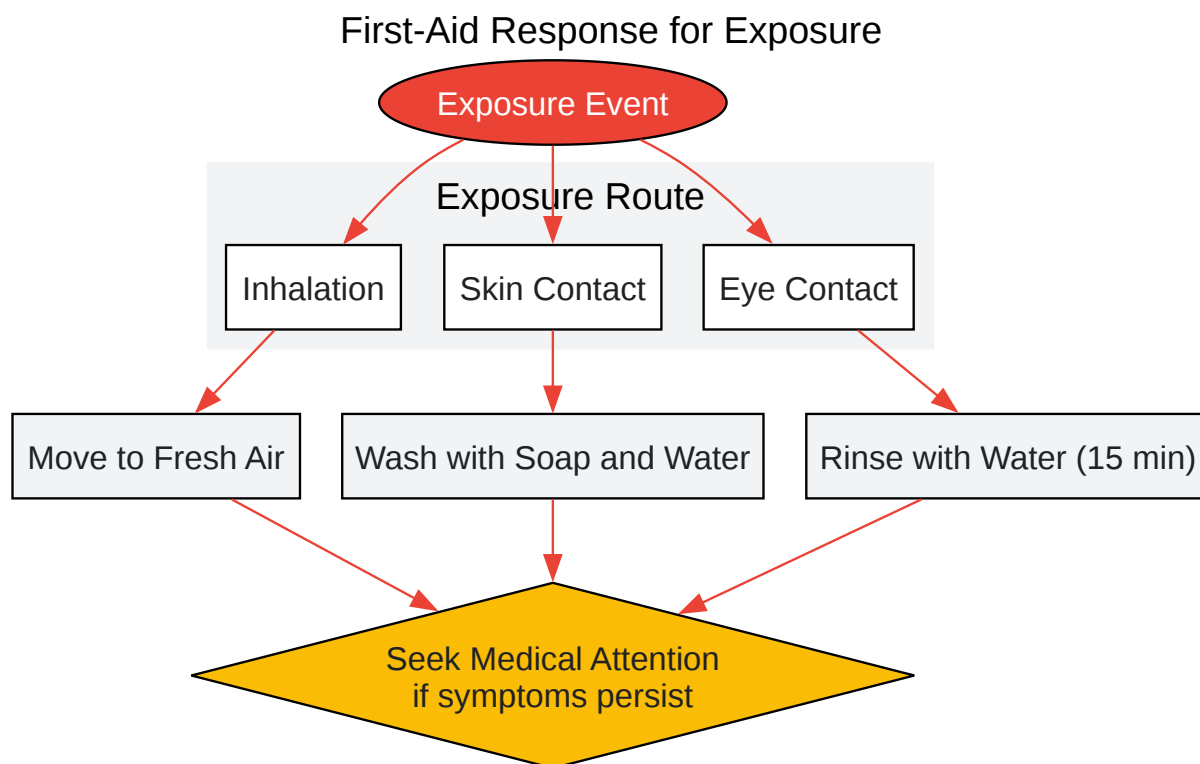 First-Aid Response for Exposure
Exposure Event
Exposure Route
Inhalation
Skin Contact
Eye Contact
Move to Fresh Air
Wash with Soap and Water
Rinse with Water (15 min)
Seek Medical Attention
if symptoms persist